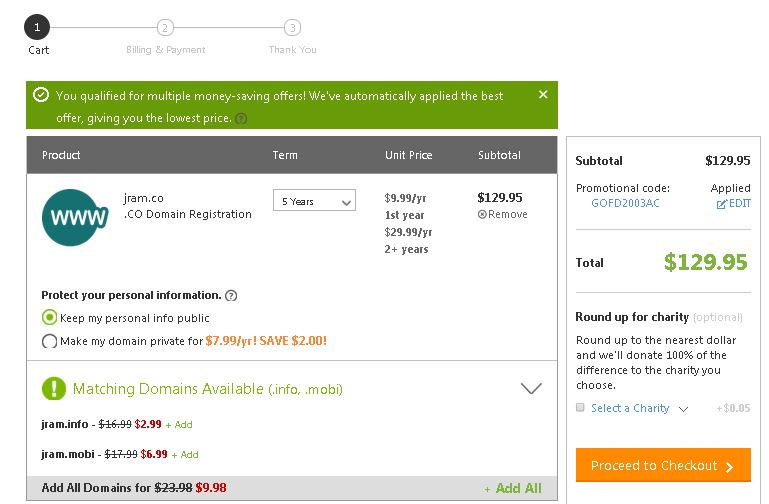 1
2
3
Cart
Billing & Payment
Thank You
You qualified for multiple money-saving offers! We've automatically applied the best
offer, giving you the lowest price. ?
Product
Term
Unit Price
Subtotal
www
jram.co
.CO Domain Registration
5 Years
$9.99/yr
1st year
$29.99/yr
2+ years
$129.95
Remove
Protect your personal information. ?
Keep my personal info public
Make my domain private for $7.99/yr! SAVE $2.00!
! Matching Domains Available (.info, .mobi)
jram.info - $16.99 $2.99 + Add
jram.mobi - $17.99 $6.99 + Add
Add All Domains for $23.98 $9.98
+ Add All
Subtotal $129.95
Promotional code: Applied
GOFD2003AC EDIT
Total $129.95
Round up for charity (optional)
Round up to the nearest dollar
and we'll donate 100% of the
difference to the charity you
choose.
Select a Charity +$0.05
Proceed to Checkout